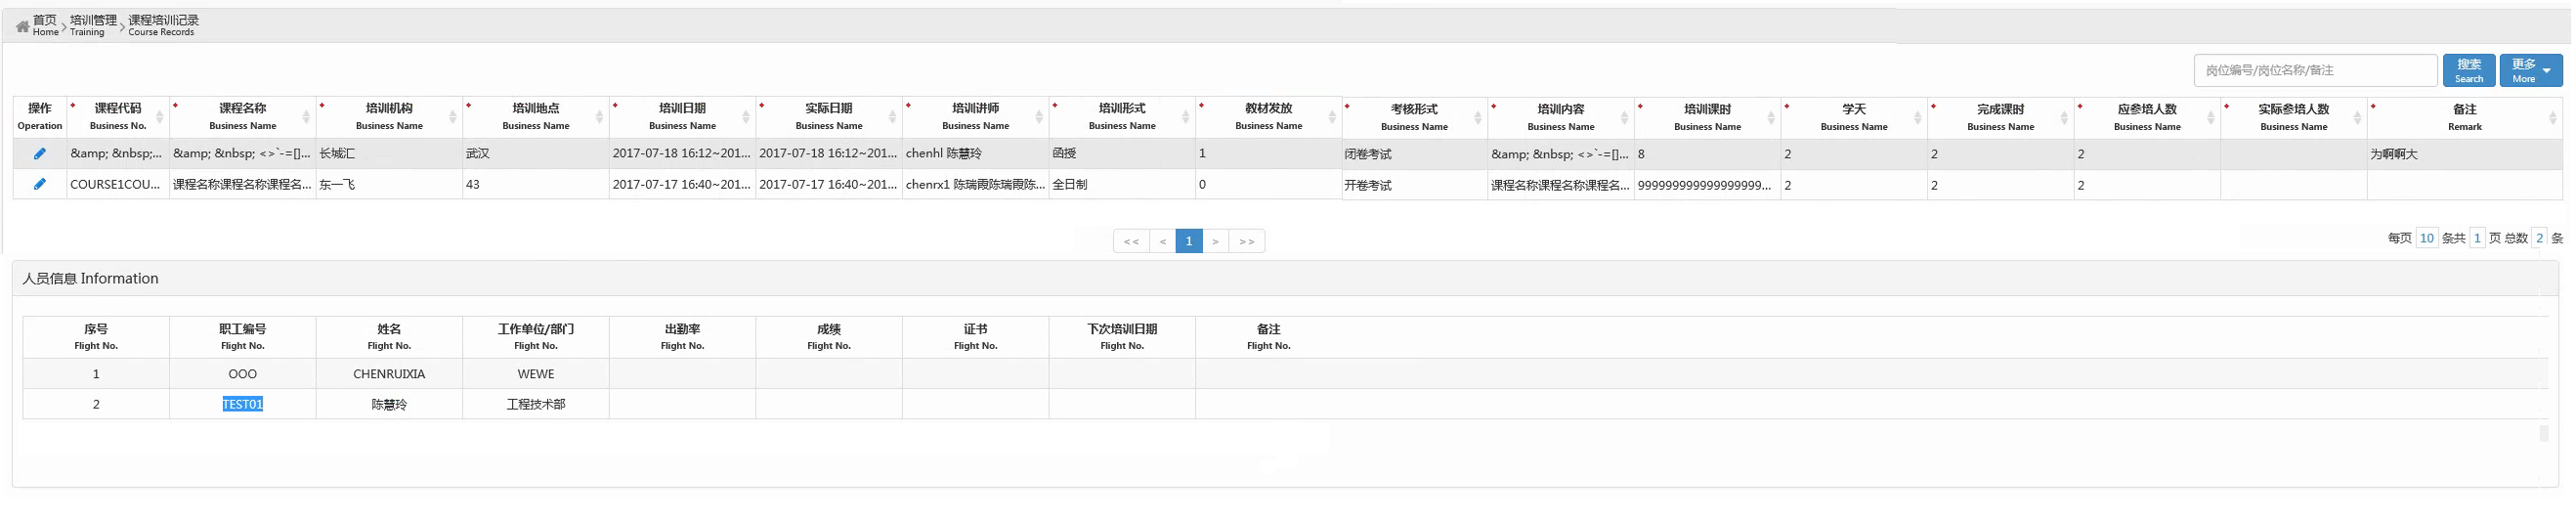 首页 培训管理 课程培训记录
Home Training Course Records
岗位编号/岗位名称/备注 搜索 更多
Search More
操作 课程代码 课程名称 培训机构 培训地点 培训日期 实际日期 培训讲师 培训形式 教材发放 考核形式 培训内容 培训课时 学天 完成课时 应参培人数 实际参培人数 备注
Operation Business No. Business Name Business Name Business Name Business Name Business Name Business Name Business Name Business Name Business Name Business Name Business Name Business Name Business Name Business Name Business Name Remark
&amp; &nbsp;... &amp; &nbsp; <>`-=[]... 长城汇 武汉 2017-07-18 16:12~201... 2017-07-18 16:12~201... chenhl 陈慧玲 函授 1 闭卷考试 &amp; &nbsp; <>`-=[]... 8 2 2 2 为啊啊大
COURSE1COU... 课程名称课程名称课程名... 东一飞 43 2017-07-17 16:40~201... 2017-07-17 16:40~201... chenrx1 陈瑞霞陈瑞霞陈... 全日制 0 开卷考试 课程名称课程名称课程名... 9999999999999999999... 2 2 2
<< < 1 > >> 每页 10 条共 1 页 总数 2 条
人员信息 Information
序号 职工编号 姓名 工作单位/部门 出勤率 成绩 证书 下次培训日期 备注
Flight No. Flight No. Flight No. Flight No. Flight No. Flight No. Flight No. Flight No. Flight No.
1 OOO CHENRUIXIA WEWE
2 TEST01 陈慧玲 工程技术部